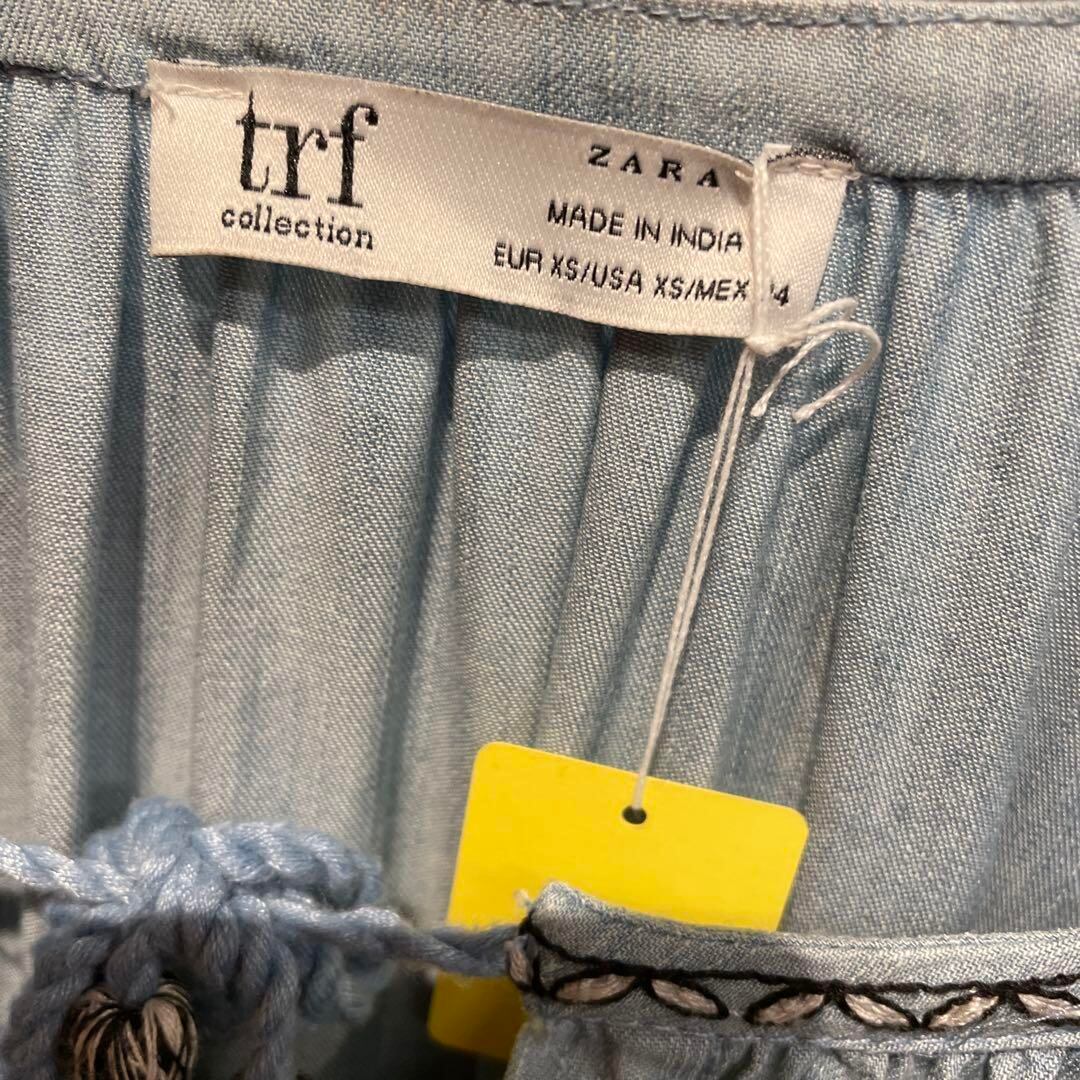 trf
collection
ZARA
MADE IN INDIA
EUR XS/USA XS/MEX